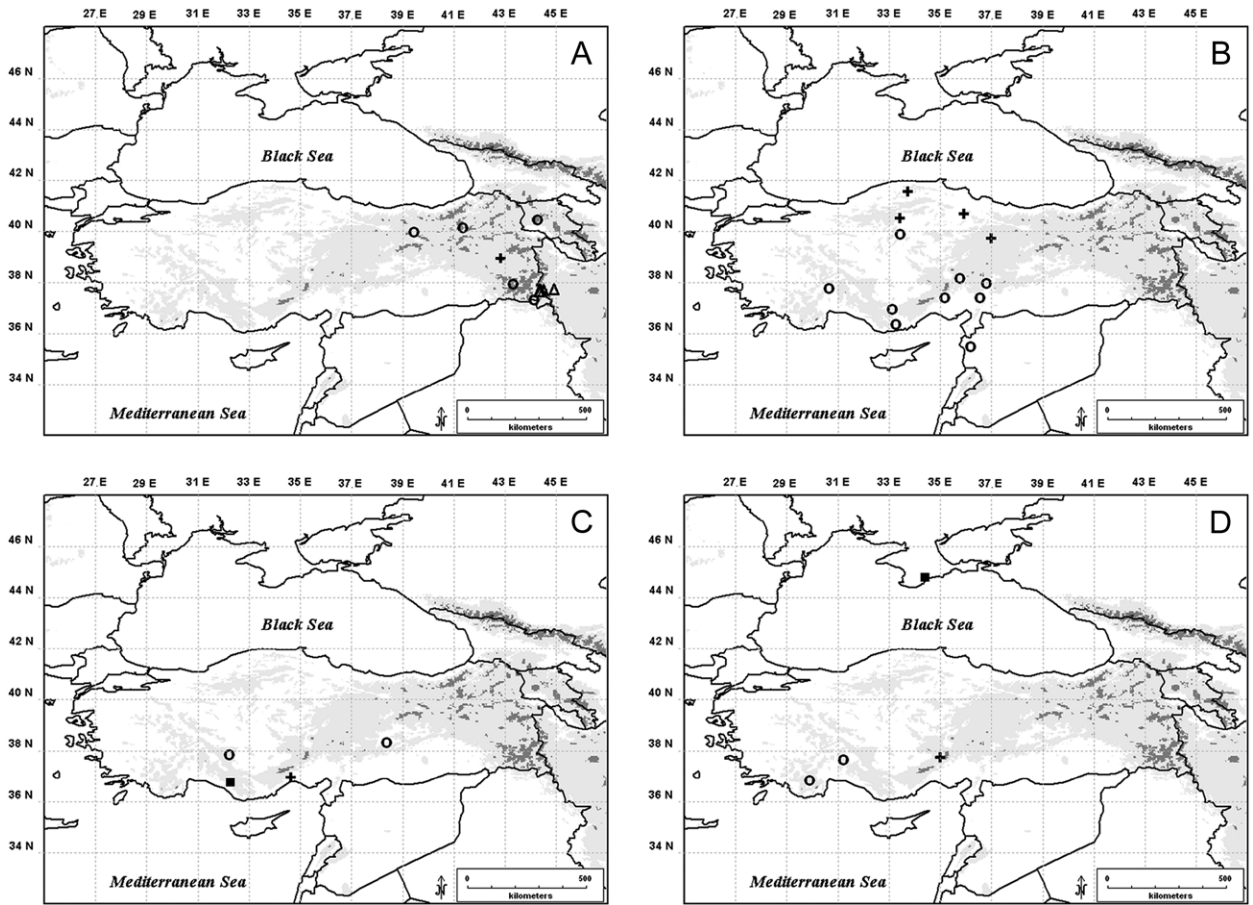 27 E 29 E 31 E 33 E 35 E 37 E 39 E 41 E 43 E 45 E
A
46 N
44 N
Black Sea
42 N
40 N
38 N
36 N
34 N
Mediterranean Sea
N
0 500
kilometers
27 E 29 E 31 E 33 E 35 E 37 E 39 E 41 E 43 E 45 E
B
46 N
44 N
Black Sea
42 N
40 N
38 N
36 N
34 N
Mediterranean Sea
N
0 500
kilometers
27 E 29 E 31 E 33 E 35 E 37 E 39 E 41 E 43 E 45 E
C
46 N
44 N
Black Sea
42 N
40 N
38 N
36 N
34 N
Mediterranean Sea
N
0 500
kilometers
27 E 29 E 31 E 33 E 35 E 37 E 39 E 41 E 43 E 45 E
D
46 N
44 N
Black Sea
42 N
40 N
38 N
36 N
34 N
Mediterranean Sea
N
0 500
kilometers